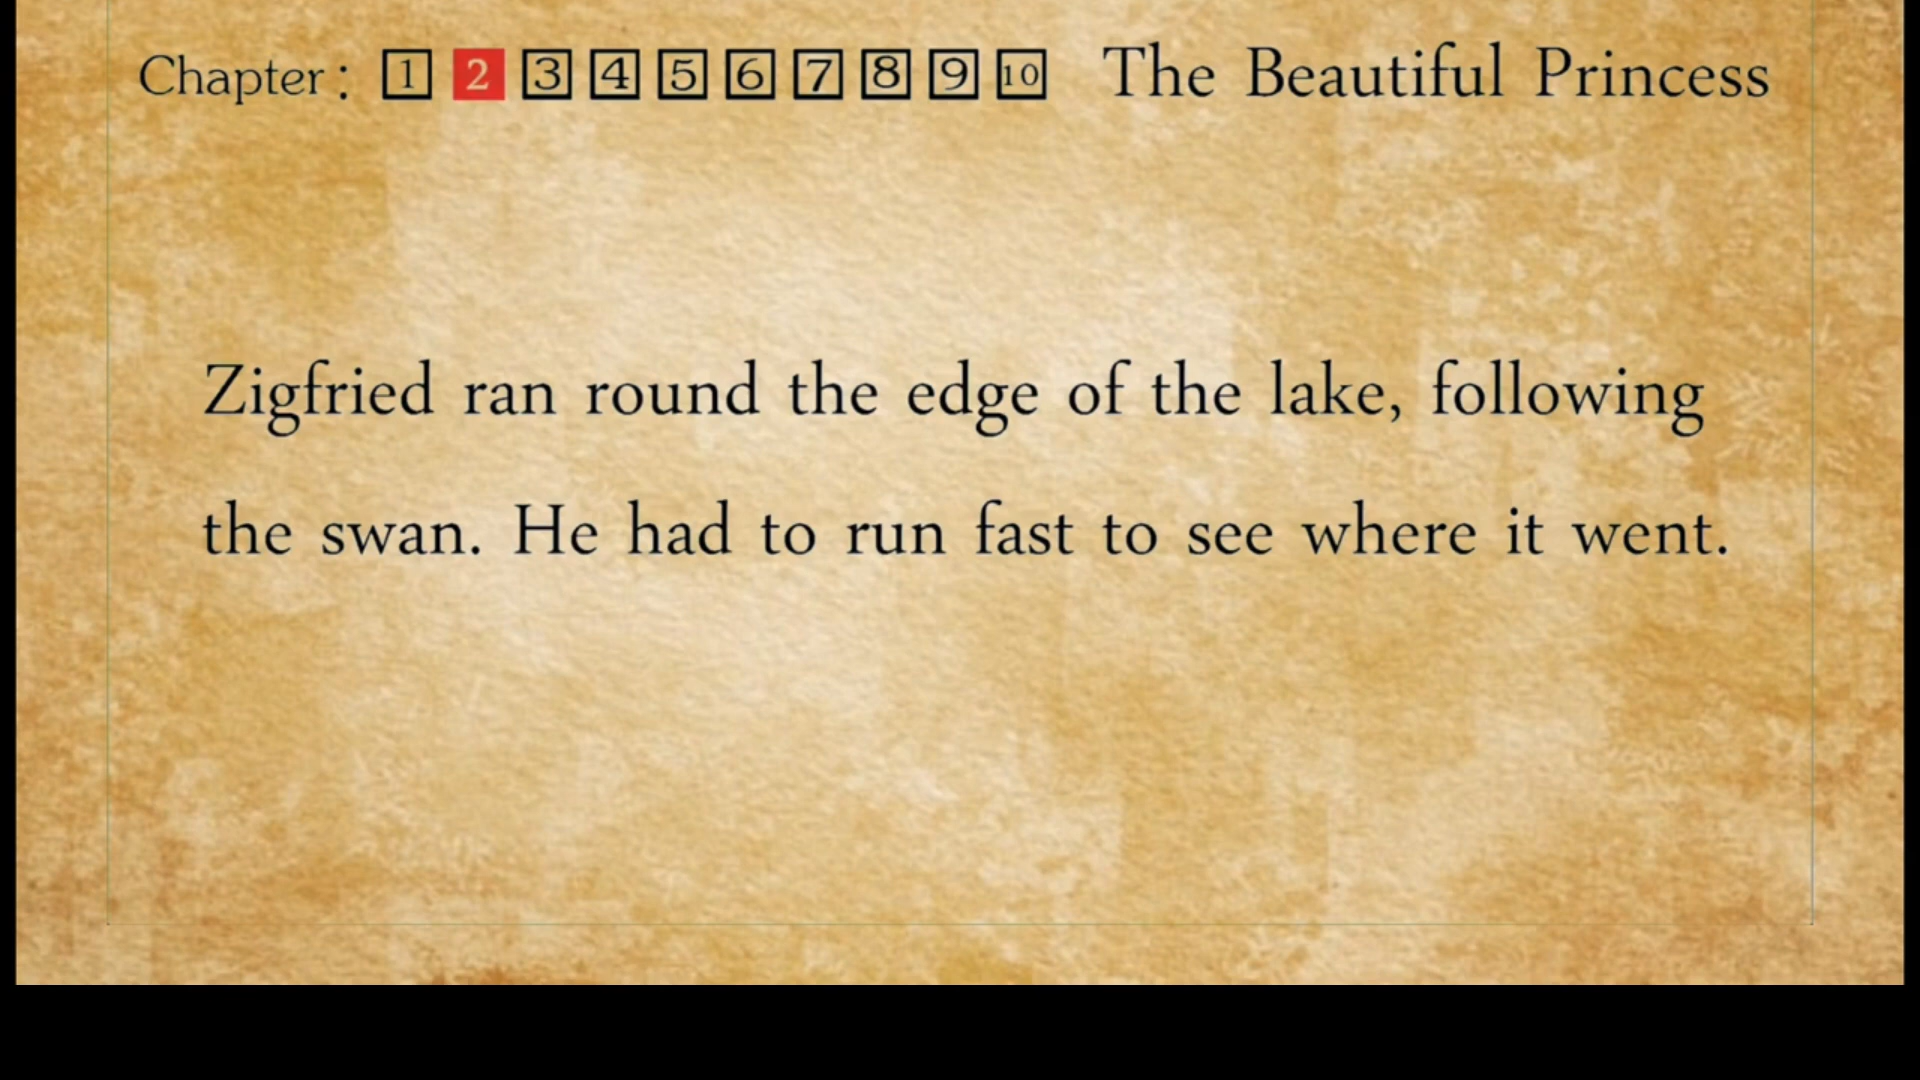 Chapter: 1 2 3 4 5 6 7 8 9 10 The Beautiful Princess
Zigfried ran round the edge of the lake, following
the swan. He had to run fast to see where it went.